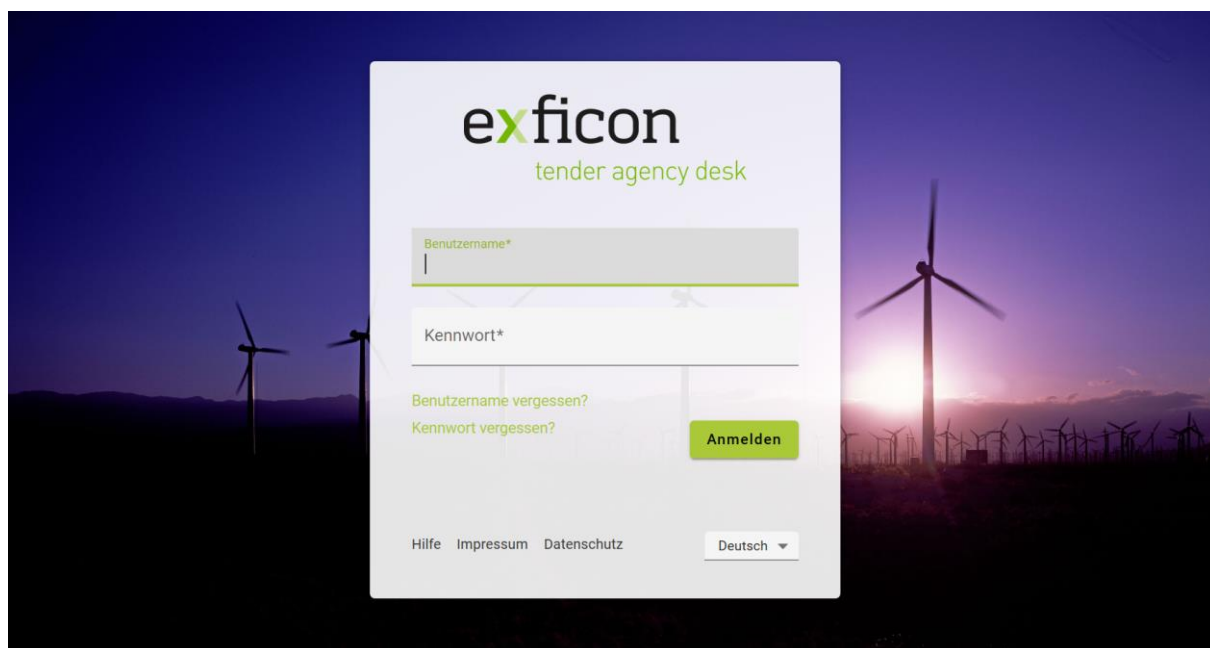 exficon
tender agency desk
Benutzername*
Kennwort*
Benutzername vergessen?
Kennwort vergessen?
Anmelden
Hilfe Impressum Datenschutz Deutsch